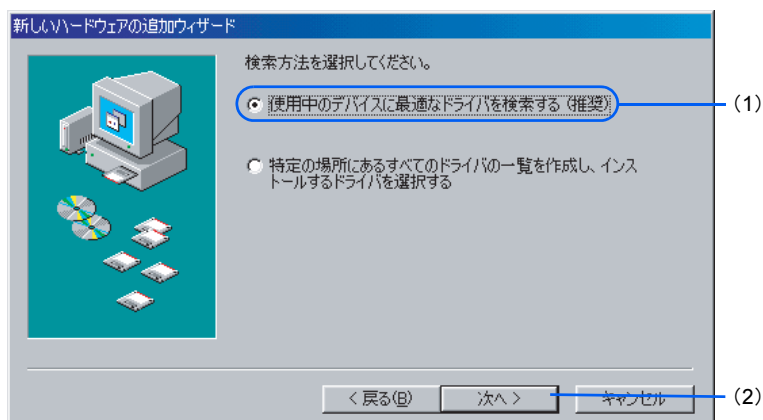 新しいハードウェアの追加ウィザード
検索方法を選択してください。
使用中のデバイスに最適なドライバを検索する (推奨)
(1)
特定の場所にあるすべてのドライバの一覧を作成し、インス
トールするドライバを選択する
< 戻る(B)
次へ >
キャンセル
(2)